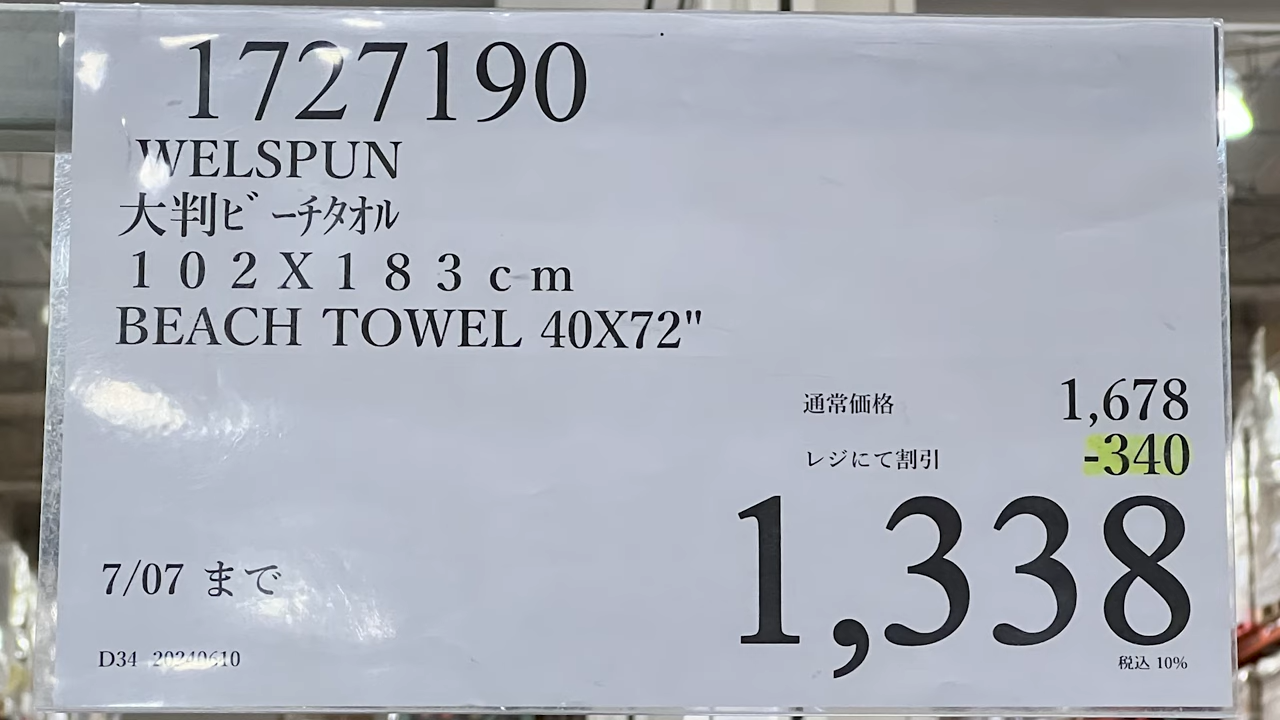 1727190
WELSPUN
大判ﾋﾞｰﾁﾀｵﾙ
１０２Ｘ１８３ｃｍ
BEACH TOWEL 40X72"
通常価格 1,678
レジにて割引 -340
1,338
7/07 まで
税込 10%
D34 20240610